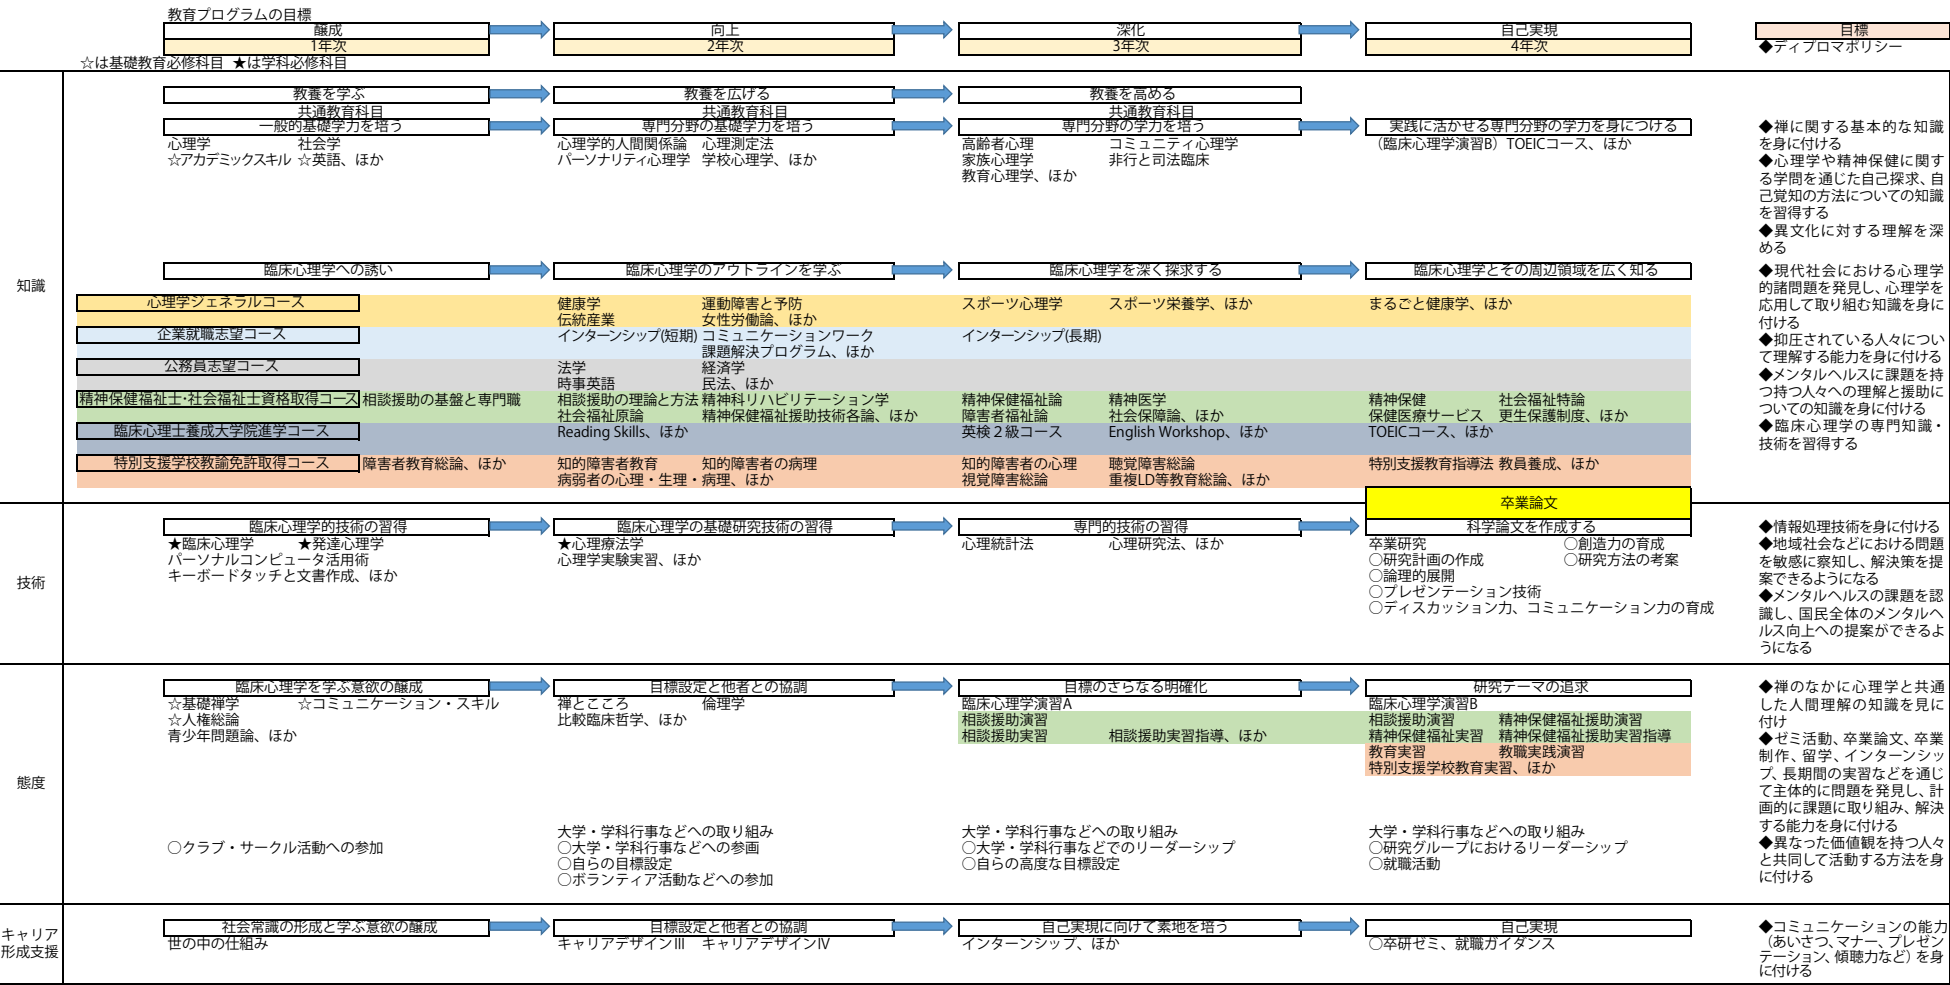 教育プログラムの目標
醸成 向上 深化 自己実現 目標
1年次 2年次 3年次 4年次 ◆ディプロマポリシー
☆は基礎教育必修科目 ★は学科必修科目
知識
教養を学ぶ 教養を広げる 教養を高める
共通教育科目 共通教育科目 共通教育科目
一般的基礎学力を培う 専門分野の基礎学力を培う 専門分野の学力を培う 実践に活かせる専門分野の学力を身につける
心理学 社会学 心理学的人間関係論 心理測定法 高齢者心理 コミュニティ心理学 （臨床心理学演習B）TOEICコース、ほか
☆アカデミックスキル ☆英語、ほか パーソナリティ心理学 学校心理学、ほか 家族心理学 非行と司法臨床
教育心理学、ほか
◆禅に関する基本的な知識
を身に付ける
◆心理学や精神保健に関す
る学問を通じた自己探求、自
己覚知の方法についての知識
を習得する
◆異文化に対する理解を深
める
臨床心理学への誘い 臨床心理学のアウトラインを学ぶ 臨床心理学を深く探求する 臨床心理学とその周辺領域を広く知る
心理学ジェネラルコース 健康学 運動障害と予防 スポーツ心理学 スポーツ栄養学、ほか まるごと健康学、ほか
伝統産業 女性労働論、ほか
企業就職志望コース インターンシップ(短期) コミュニケーションワーク インターンシップ(長期)
課題解決プログラム、ほか
公務員志望コース 法学 経済学
時事英語 民法、ほか
精神保健福祉士・社会福祉士資格取得コース 相談援助の基盤と専門職 相談援助の理論と方法 精神科リハビリテーション学 精神保健福祉論 精神医学 精神保健 社会福祉特論
社会福祉原論 精神保健福祉援助技術各論、ほか 障害者福祉論 社会保障論、ほか 保健医療サービス 更生保護制度、ほか
臨床心理士養成大学院進学コース Reading Skills、ほか 英検２級コース English Workshop、ほか TOEICコース、ほか
特別支援学校教諭免許取得コース 障害者教育総論、ほか 知的障害者教育 知的障害者の病理 知的障害者の心理 聴覚障害総論 特別支援教育指導法 教員養成、ほか
病弱者の心理・生理・病理、ほか 視覚障害総論 重複LD等教育総論、ほか
◆現代社会における心理学
的諸問題を発見し、心理学を
応用して取り組む知識を身に
付ける
◆抑圧されている人々につい
て理解する能力を身に付ける
◆メンタルヘルスに課題を持
つ持つ人々への理解と援助に
ついての知識を身に付ける
◆臨床心理学の専門知識・
技術を習得する
卒業論文
技術
臨床心理学的技術の習得 臨床心理学の基礎研究技術の習得 専門的技術の習得 科学論文を作成する
★臨床心理学 ★発達心理学 ★心理療法学 心理統計法 心理研究法、ほか 卒業研究 ○創造力の育成
パーソナルコンピュータ活用術 心理学実験実習、ほか ○研究計画の作成 ○研究方法の考案
キーボードタッチと文書作成、ほか ○論理的展開
○プレゼンテーション技術
○ディスカッション力、コミュニケーション力の育成
◆情報処理技術を身に付ける
◆地域社会などにおける問題
を敏感に察知し、解決策を提
案できるようになる
◆メンタルヘルスの課題を認
識し、国民全体のメンタルヘ
ルス向上への提案ができるよ
うになる
態度
臨床心理学を学ぶ意欲の醸成 目標設定と他者との協調 目標のさらなる明確化 研究テーマの追求
☆基礎禅学 ☆コミュニケーション・スキル 禅とこころ 倫理学 臨床心理学演習A 臨床心理学演習B
☆人権総論 比較臨床哲学、ほか 相談援助演習 相談援助演習 精神保健福祉援助演習
青少年問題論、ほか 相談援助実習 相談援助実習指導、ほか 精神保健福祉実習 精神保健福祉援助実習指導
教育実習 教職実践演習
特別支援学校教育実習、ほか
大学・学科行事などへの取り組み 大学・学科行事などへの取り組み 大学・学科行事などへの取り組み
○クラブ・サークル活動への参加 ○大学・学科行事などへの参画 ○大学・学科行事などでのリーダーシップ ○研究グループにおけるリーダーシップ
○自らの目標設定 ○自らの高度な目標設定 ○就職活動
○ボランティア活動などへの参加
◆禅のなかに心理学と共通
した人間理解の知識を見に
付け
◆ゼミ活動、卒業論文、卒業
制作、留学、インターンシッ
プ、長期間の実習などを通じ
て主体的に問題を発見し、計
画的に課題に取り組み、解決
する能力を身に付ける
◆異なった価値観を持つ人々
と共同して活動する方法を身
に付ける
キャリア
形成支援
社会常識の形成と学ぶ意欲の醸成 目標設定と他者との協調 自己実現に向けて素地を培う 自己実現
世の中の仕組み キャリアデザインⅢ キャリアデザインⅣ インターンシップ、ほか ○卒研ゼミ、就職ガイダンス
◆コミュニケーションの能力
（あいさつ、マナー、プレゼン
テーション、傾聴力など）を身
に付ける